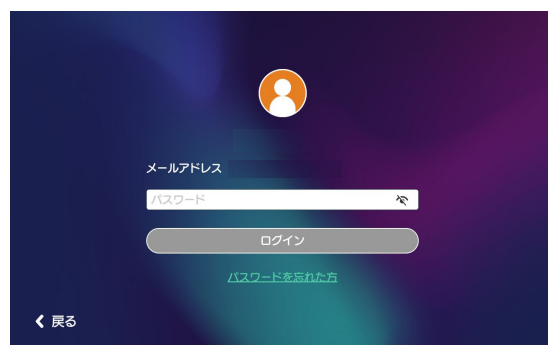 メールアドレス
パスワード
ログイン
パスワードを忘れた方
戻る